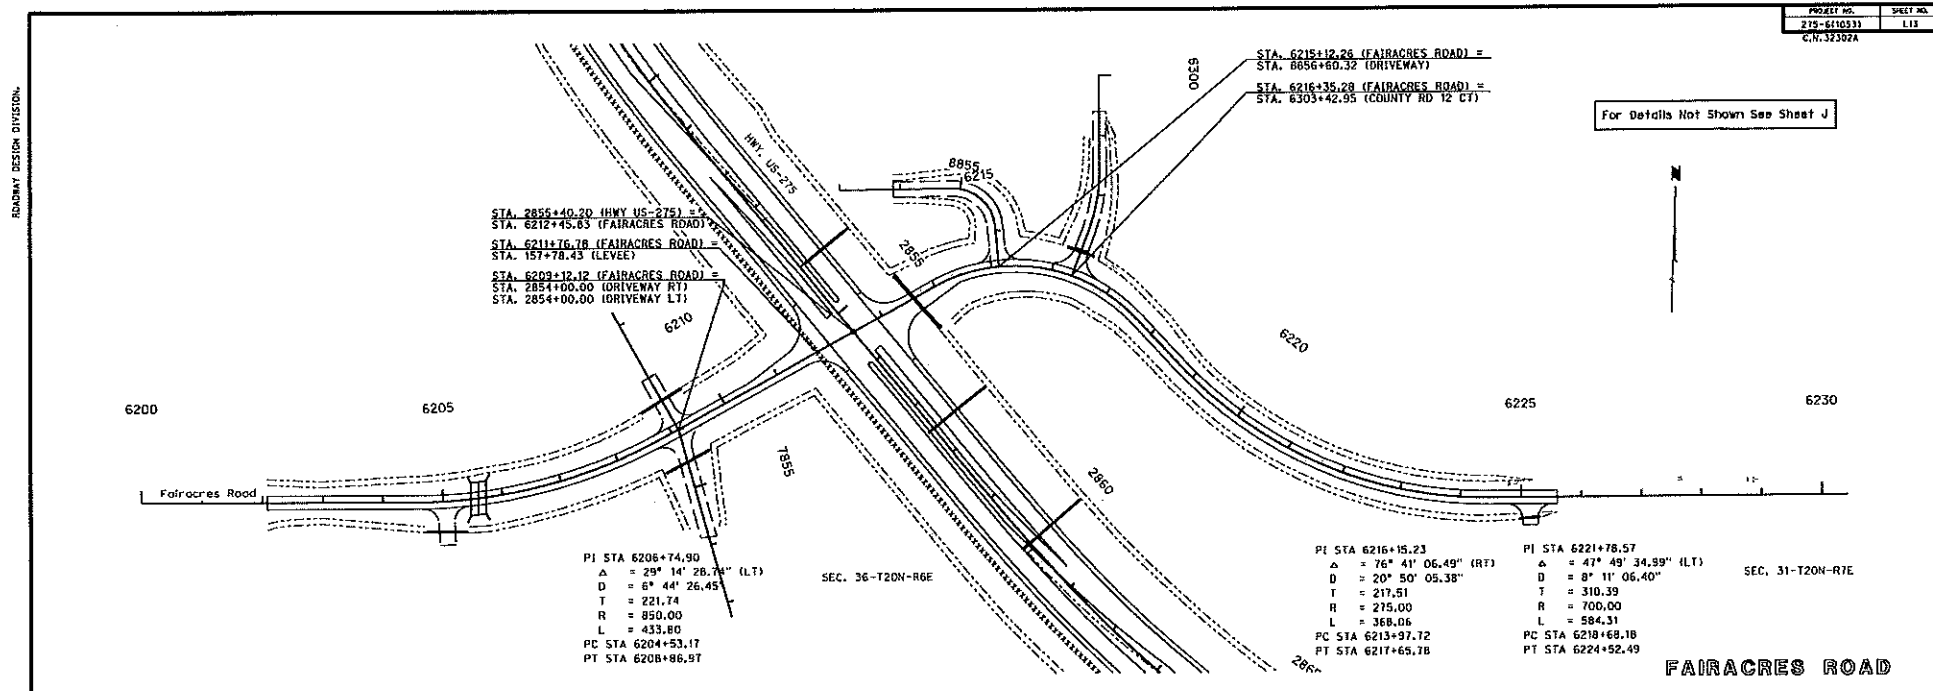 PROJECT NO. SHEET NO.
275-6(1053) L13
C.N. 32302A
ROADWAY DESIGN DIVISION.
STA. 6215+12.26 (FAIRACRES ROAD) =
STA. 8856+60.32 (DRIVEWAY)
STA. 6216+35.28 (FAIRACRES ROAD) =
STA. 6303+42.95 (COUNTY RD 12 CT)
6300
For Details Not Shown See Sheet J
N
HWY. US-275
8855
6215
STA. 2855+40.20 (HWY US-275) =
STA. 6212+45.83 (FAIRACRES ROAD)
STA. 6211+76.78 (FAIRACRES ROAD) =
STA. 157+78.43 (LEVEE)
STA. 6209+12.12 (FAIRACRES ROAD) =
STA. 2854+00.00 (DRIVEWAY RT)
STA. 2854+00.00 (DRIVEWAY LT)
2855
6210
6220
6200
6205
6225
6230
7855
2860
Fairacres Road
PI STA 6206+74.90
Δ = 29° 14' 28.74" (LT)
D = 6° 44' 26.45"
T = 221.74
R = 850.00
L = 433.80
PC STA 6204+53.17
PT STA 6208+86.97
SEC. 36-T20N-R6E
PI STA 6216+15.23
Δ = 76° 41' 06.49" (RT)
D = 20° 50' 05.38"
T = 217.51
R = 275.00
L = 368.06
PC STA 6213+97.72
PT STA 6217+65.78
PI STA 6221+78.57
Δ = 47° 49' 34.99" (LT)
D = 8° 11' 06.40"
T = 310.39
R = 700.00
L = 584.31
PC STA 6218+68.18
PT STA 6224+52.49
SEC. 31-T20N-R7E
FAIRACRES ROAD